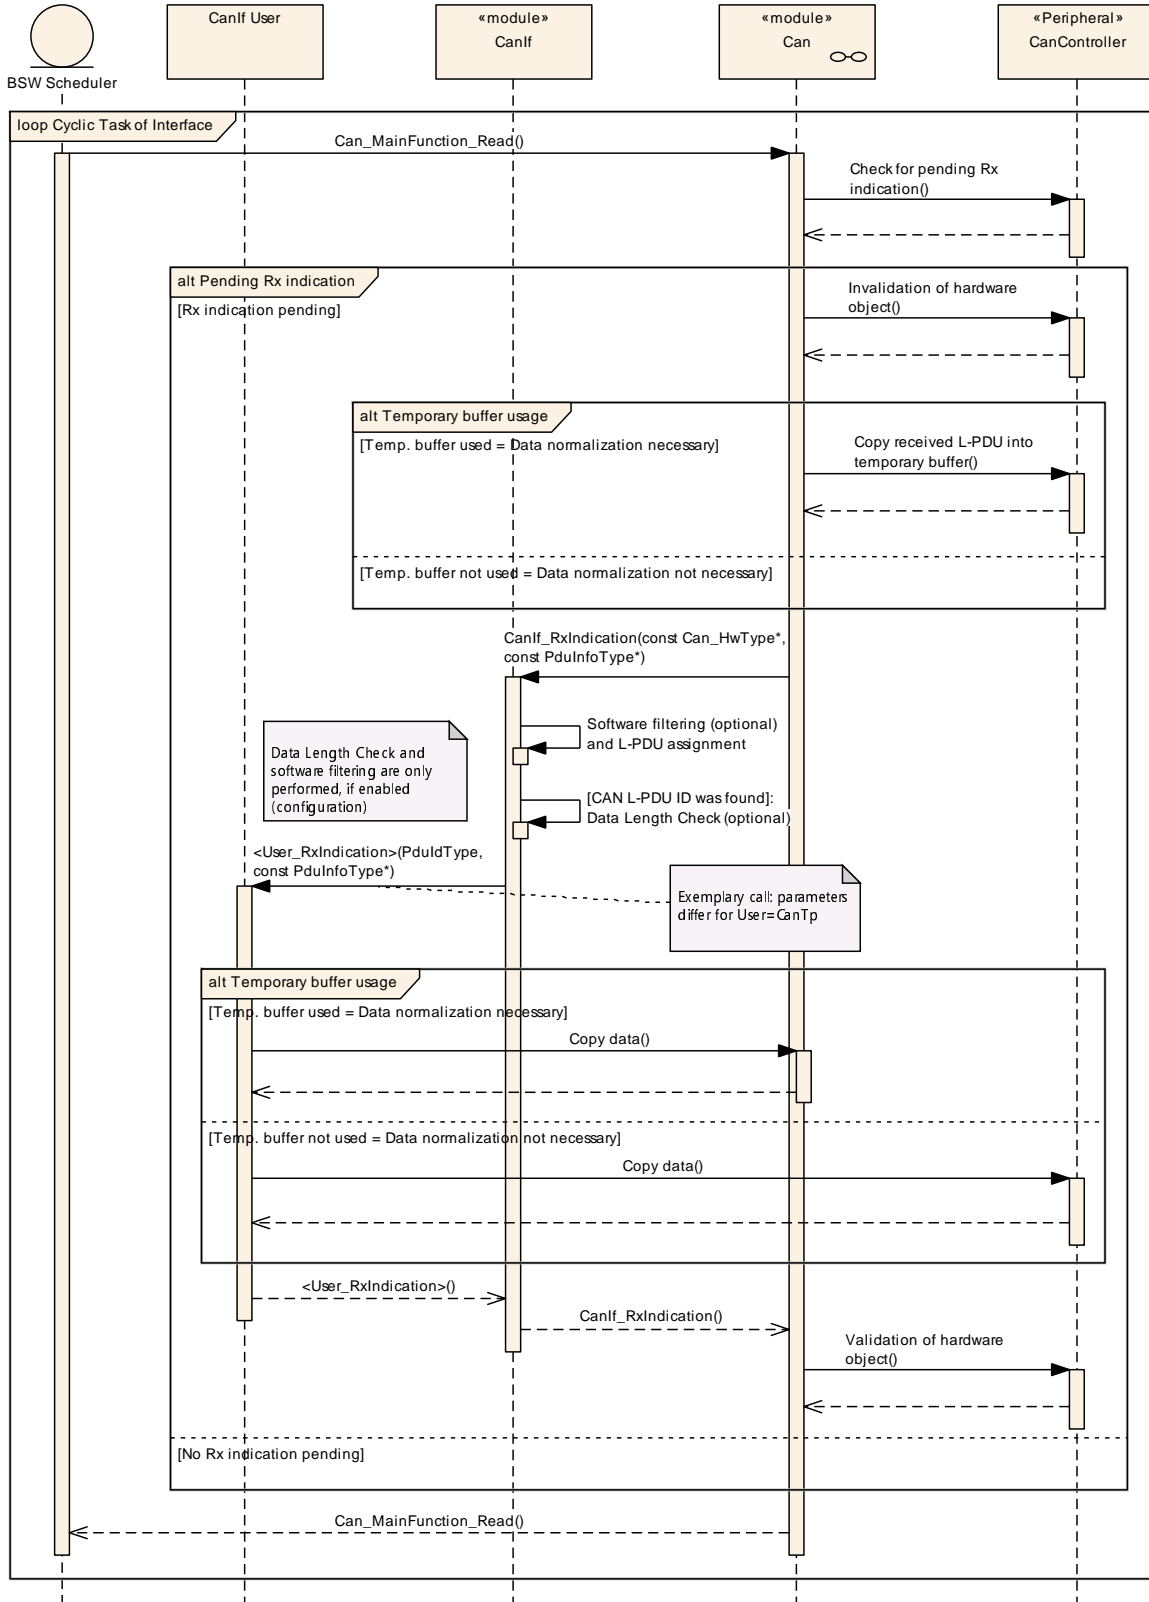 CanIf User
«module»
CanIf
«module»
Can
«Peripheral»
CanController
BSW Scheduler
loop Cyclic Task of Interface
Can_MainFunction_Read()
Check for pending Rx
indication()
alt Pending Rx indication
[Rx indication pending]
Invalidation of hardware
object()
alt Temporary buffer usage
[Temp. buffer used = Data normalization necessary]
Copy received L-PDU into
temporary buffer()
[Temp. buffer not used = Data normalization not necessary]
CanIf_RxIndication(const Can_HwType*,
const PduInfoType*)
Software filtering (optional)
and L-PDU assignment
Data Length Check and
software filtering are only
performed, if enabled
(configuration)
[CAN L-PDU ID was found]:
Data Length Check (optional)
<User_RxIndication>(PduIdType,
const PduInfoType*)
Exemplary call: parameters
differ for User=CanTp
alt Temporary buffer usage
[Temp. buffer used = Data normalization necessary]
Copy data()
[Temp. buffer not used = Data normalization not necessary]
Copy data()
<User_RxIndication>()
CanIf_RxIndication()
Validation of hardware
object()
[No Rx indication pending]
Can_MainFunction_Read()